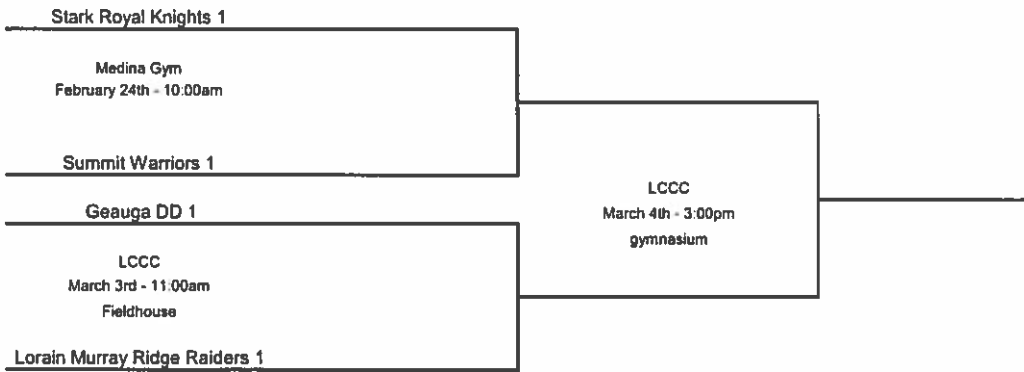 Stark Royal Knights 1
Medina Gym
February 24th - 10:00am
Summit Warriors 1
Geauga DD 1
LCCC
March 3rd - 11:00am
Fieldhouse
Lorain Murray Ridge Raiders 1
LCCC
March 4th - 3:00pm
gymnasium